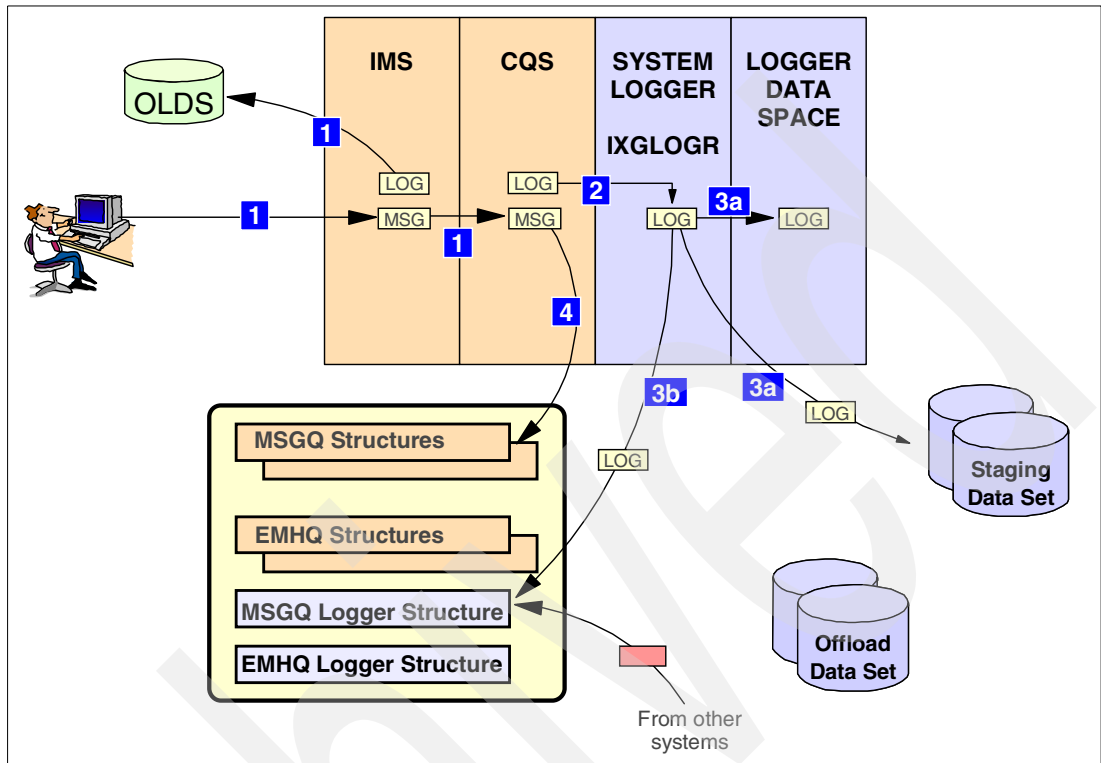 IMS
CQS
SYSTEM
LOGGER
IXGLOGR
LOGGER
DATA
SPACE
OLDS
1
LOG
LOG
2
3a
1
MSG
1
MSG
LOG
LOG
4
3b
3a
LOG
LOG
MSGQ Structures
EMHQ Structures
MSGQ Logger Structure
EMHQ Logger Structure
Staging
Data Set
Offload
Data Set
From other
systems
hived